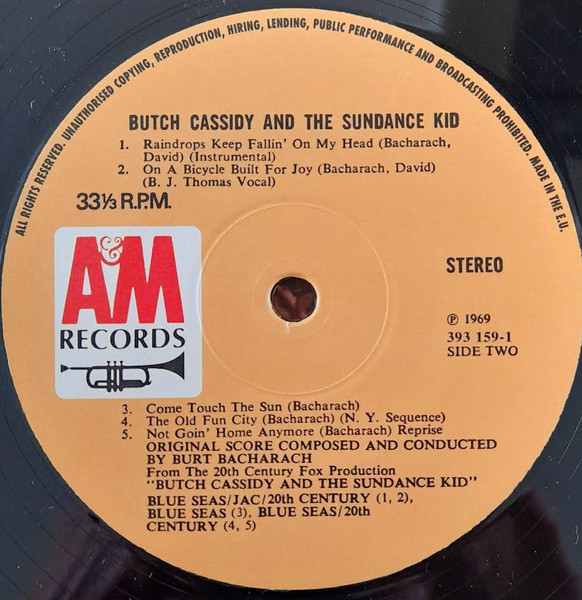 ALL RIGHTS RESERVED. UNAUTHORISED COPYING, REPRODUCTION, HIRING, LENDING, PUBLIC PERFORMANCE AND BROADCASTING PROHIBITED. MADE IN THE E.U.
BUTCH CASSIDY AND THE SUNDANCE KID
1. Raindrops Keep Fallin' On My Head (Bacharach,
David) (Instrumental)
2. On A Bicycle Built For Joy (Bacharach, David)
(B. J. Thomas Vocal)
33⅓ R.P.M.
A&M
RECORDS
STEREO
℗ 1969
393 159-1
SIDE TWO
3. Come Touch The Sun (Bacharach)
4. The Old Fun City (Bacharach) (N. Y. Sequence)
5. Not Goin' Home Anymore (Bacharach) Reprise
ORIGINAL SCORE COMPOSED AND CONDUCTED
BY BURT BACHARACH
From The 20th Century Fox Production
"BUTCH CASSIDY AND THE SUNDANCE KID"
BLUE SEAS/JAC/20th CENTURY (1, 2),
BLUE SEAS (3), BLUE SEAS/20th
CENTURY (4, 5)